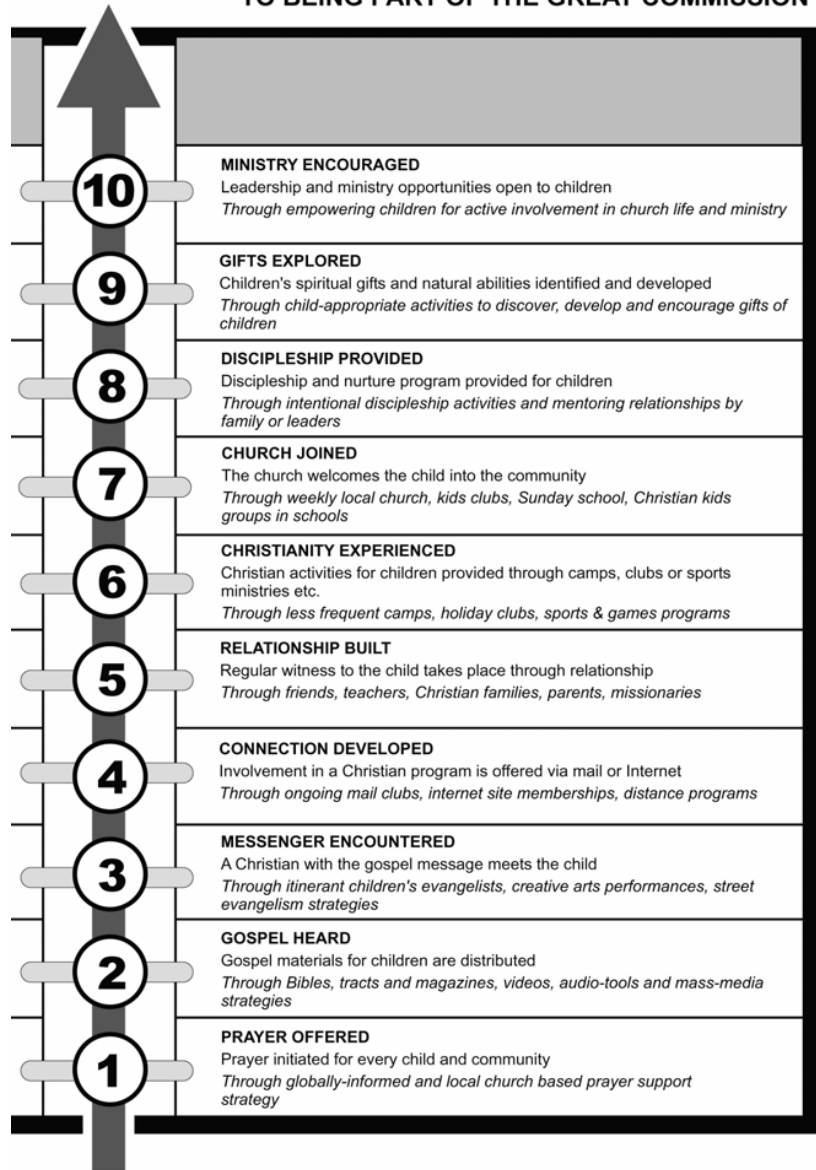 TO BEING PART OF THE GREAT COMMISSION
10
MINISTRY ENCOURAGED
Leadership and ministry opportunities open to children
Through empowering children for active involvement in church life and ministry
9
GIFTS EXPLORED
Children's spiritual gifts and natural abilities identified and developed
Through child-appropriate activities to discover, develop and encourage gifts of
children
8
DISCIPLESHIP PROVIDED
Discipleship and nurture program provided for children
Through intentional discipleship activities and mentoring relationships by
family or leaders
7
CHURCH JOINED
The church welcomes the child into the community
Through weekly local church, kids clubs, Sunday school, Christian kids
groups in schools
6
CHRISTIANITY EXPERIENCED
Christian activities for children provided through camps, clubs or sports
ministries etc.
Through less frequent camps, holiday clubs, sports & games programs
5
RELATIONSHIP BUILT
Regular witness to the child takes place through relationship
Through friends, teachers, Christian families, parents, missionaries
4
CONNECTION DEVELOPED
Involvement in a Christian program is offered via mail or Internet
Through ongoing mail clubs, internet site memberships, distance programs
3
MESSENGER ENCOUNTERED
A Christian with the gospel message meets the child
Through itinerant children's evangelists, creative arts performances, street
evangelism strategies
2
GOSPEL HEARD
Gospel materials for children are distributed
Through Bibles, tracts and magazines, videos, audio-tools and mass-media
strategies
1
PRAYER OFFERED
Prayer initiated for every child and community
Through globally-informed and local church based prayer support
strategy